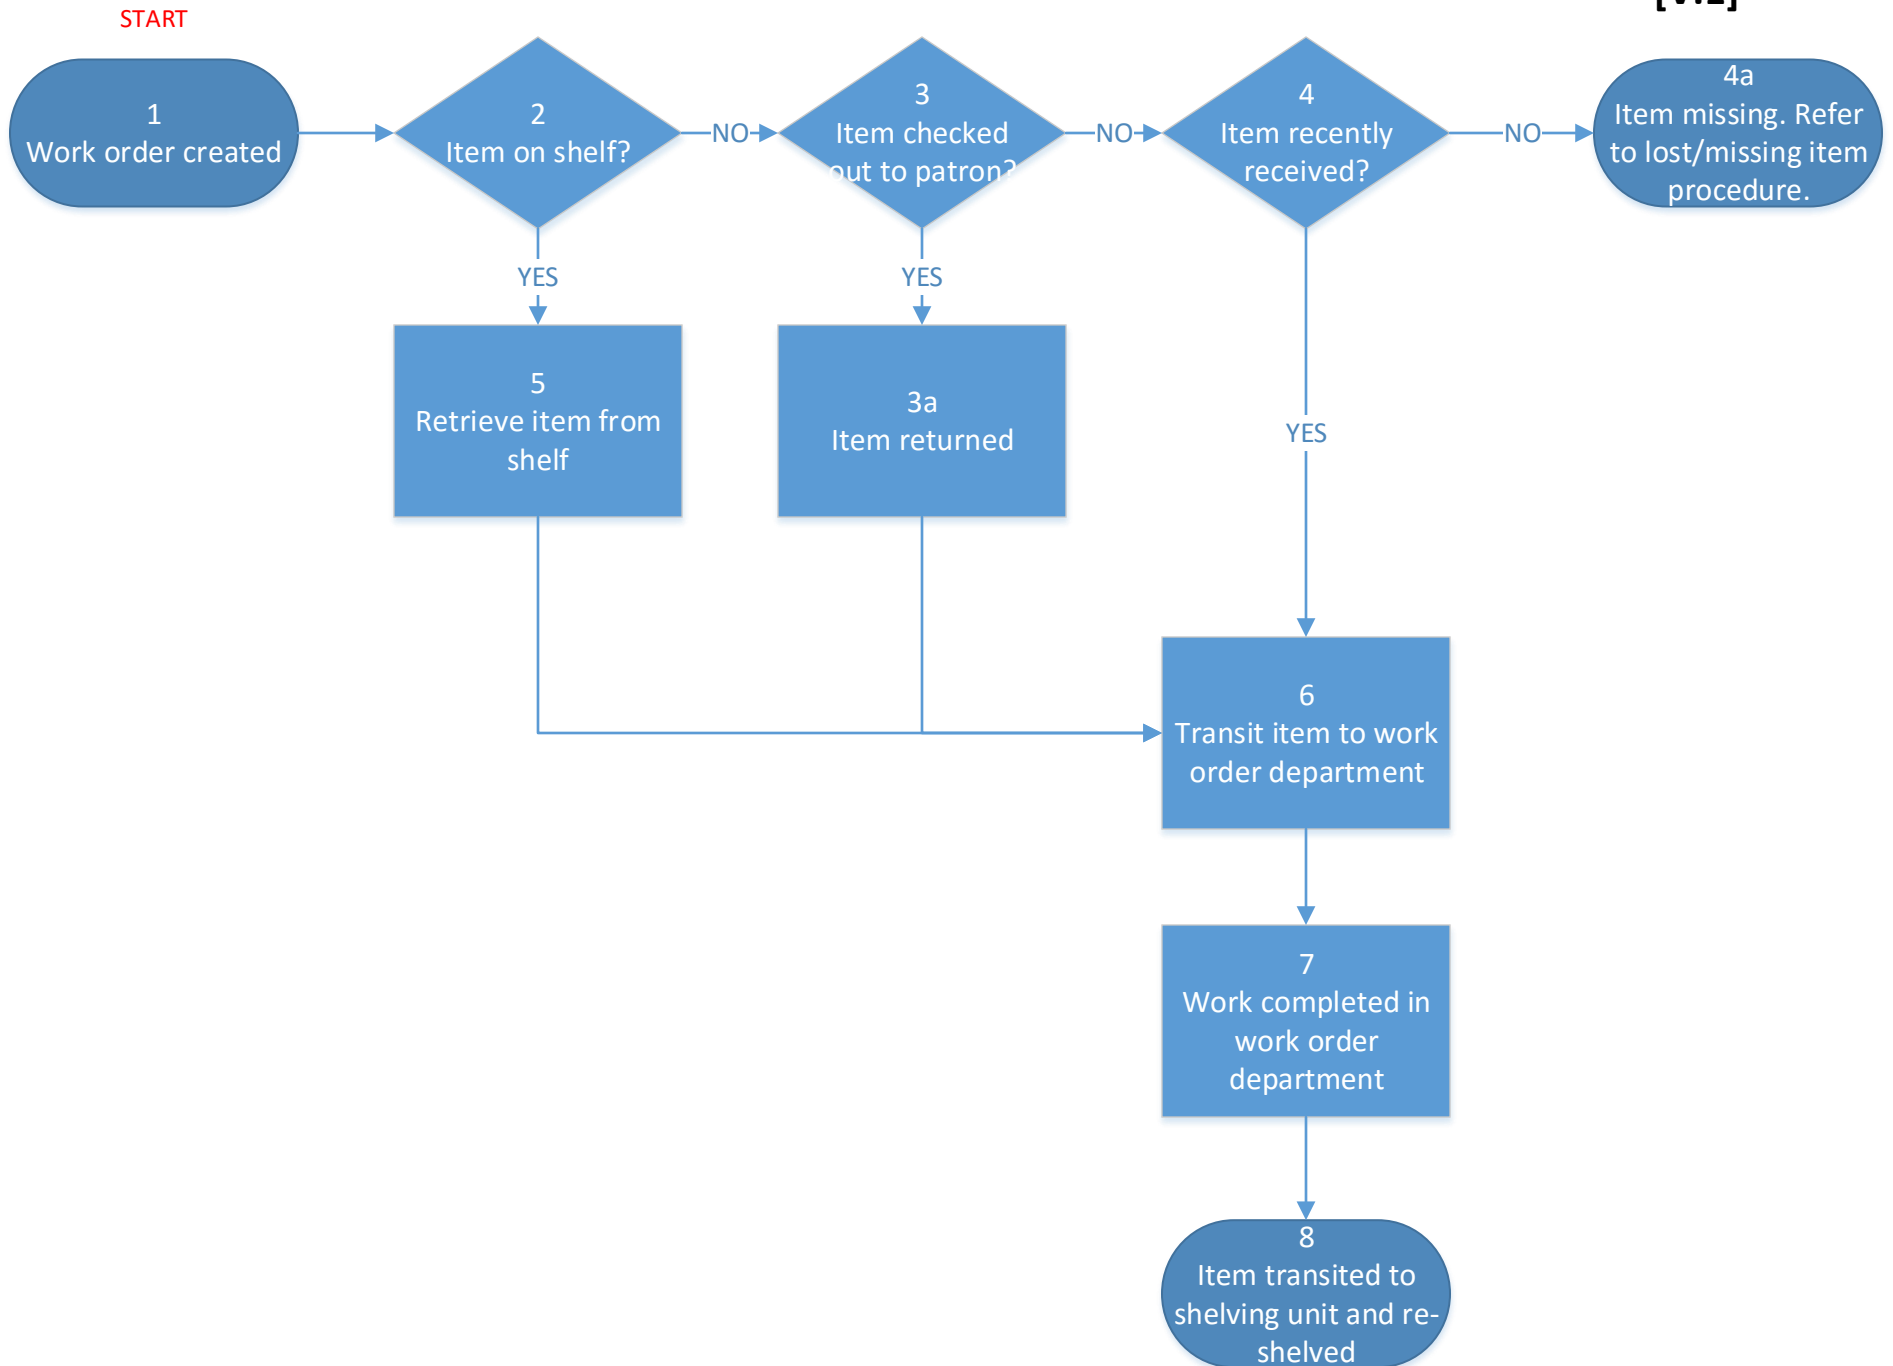 START
1
Work order created
2
Item on shelf?
NO
3
Item checked
out to patron?
NO
4
Item recently
received?
NO
4a
Item missing. Refer
to lost/missing item
procedure.
YES
YES
5
Retrieve item from
shelf
3a
Item returned
YES
6
Transit item to work
order department
7
Work completed in
work order
department
8
Item transited to
shelving unit and re-
shelved